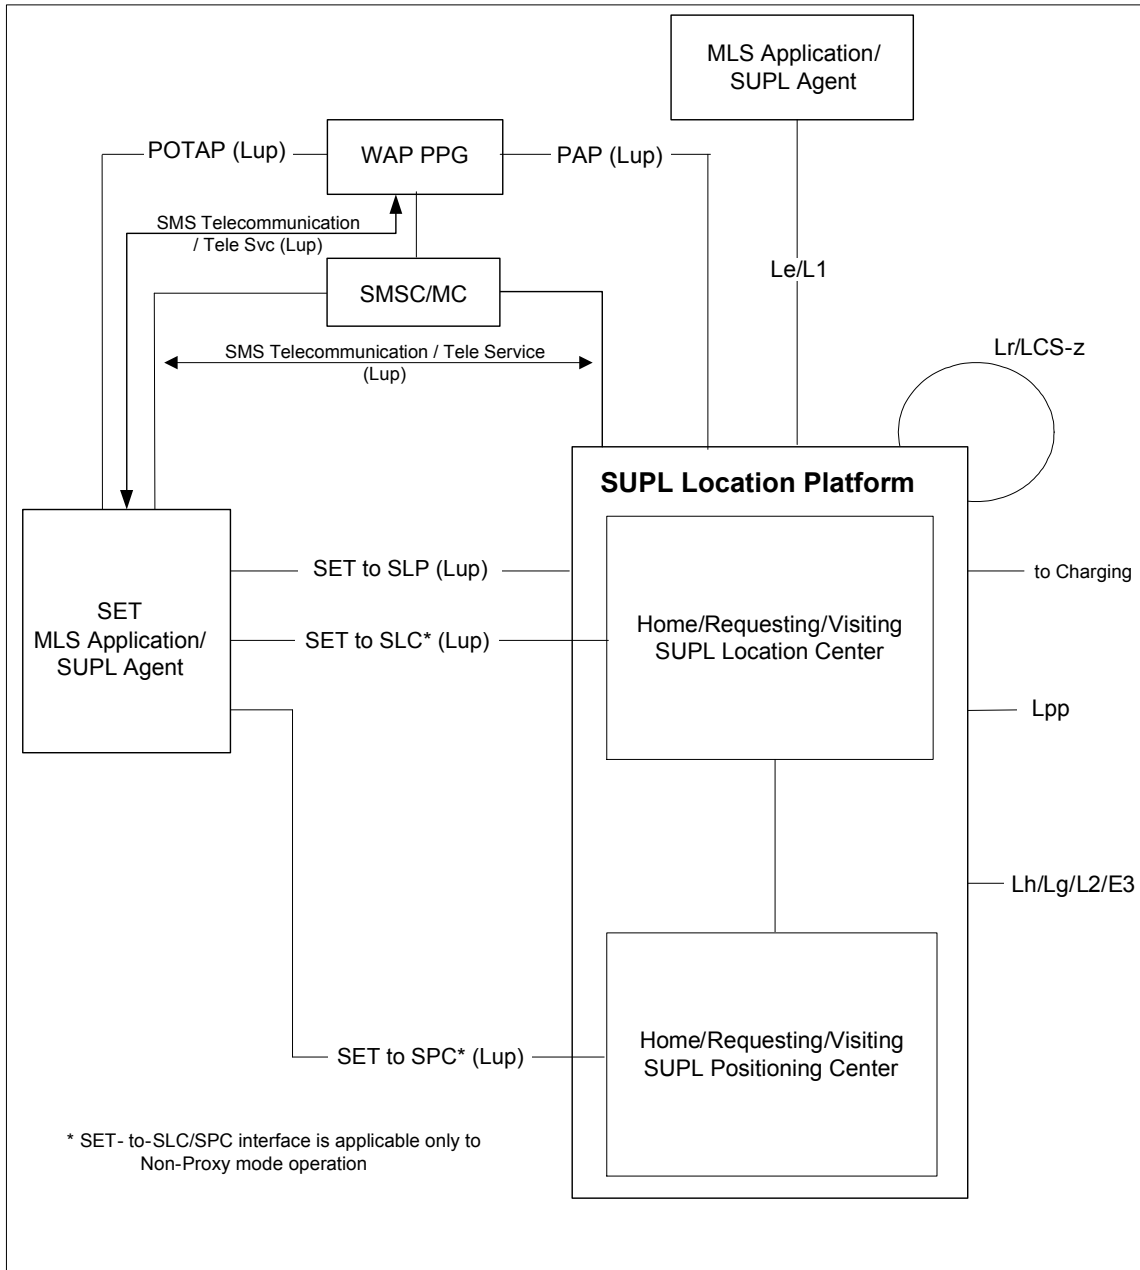 MLS Application/
SUPL Agent
POTAP (Lup)
WAP PPG
PAP (Lup)
SMS Telecommunication
/ Tele Svc (Lup)
SMSC/MC
Le/L1
SMS Telecommunication / Tele Service
(Lup)
Lr/LCS-z
SUPL Location Platform
SET to SLP (Lup)
to Charging
SET
MLS Application/
SUPL Agent
SET to SLC* (Lup)
Home/Requesting/Visiting
SUPL Location Center
Lpp
Lh/Lg/L2/E3
SET to SPC* (Lup)
Home/Requesting/Visiting
SUPL Positioning Center
* SET- to-SLC/SPC interface is applicable only to
Non-Proxy mode operation